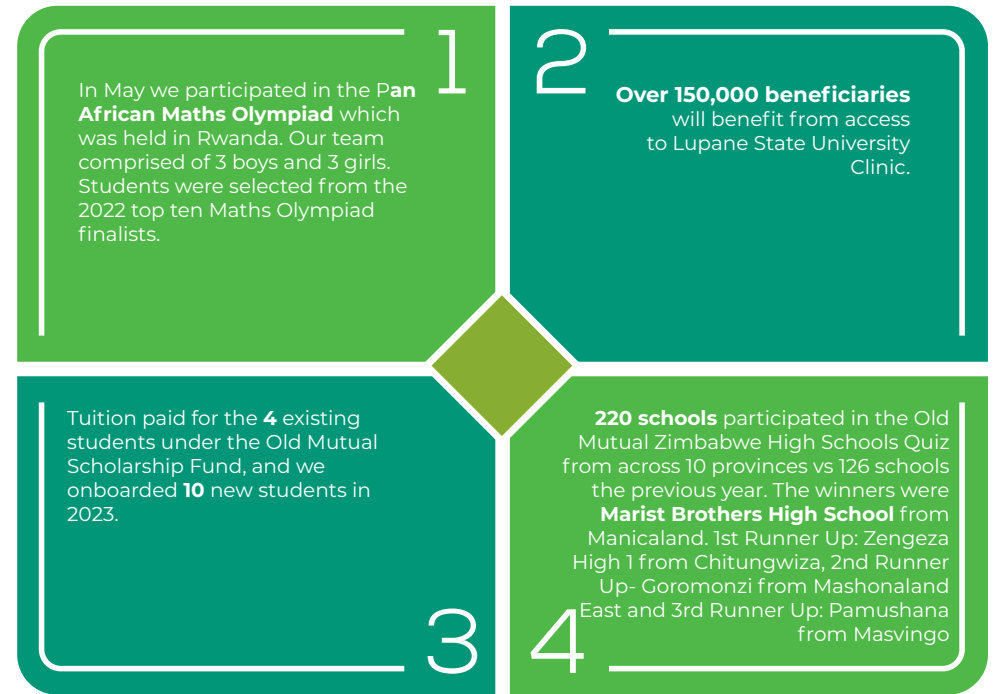 1
In May we participated in the Pan
African Maths Olympiad which
was held in Rwanda. Our team
comprised of 3 boys and 3 girls.
Students were selected from the
2022 top ten Maths Olympiad
finalists.
2
Over 150,000 beneficiaries
will benefit from access
to Lupane State University
Clinic.
Tuition paid for the 4 existing
students under the Old Mutual
Scholarship Fund, and we
onboarded 10 new students in
2023.
3
220 schools participated in the Old
Mutual Zimbabwe High Schools Quiz
from across 10 provinces vs 126 schools
the previous year. The winners were
Marist Brothers High School from
Manicaland. 1st Runner Up: Zengeza
High 1 from Chitungwiza, 2nd Runner
Up- Goromonzi from Mashonaland
East and 3rd Runner Up: Pamushana
from Masvingo
4